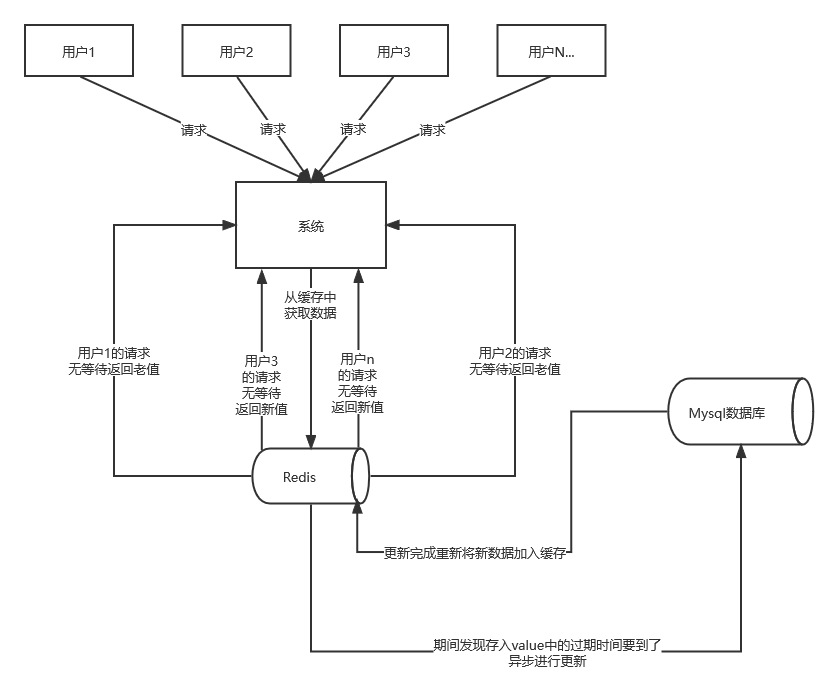 用户1
用户2
用户3
用户N...
请求
请求
请求
请求
系统
从缓存中
获取数据
用户1的请求
无等待返回老值
用户3
的请求
无等待
返回新值
用户n
的请求
无等待
返回新值
用户2的请求
无等待返回老值
Mysql数据库
Redis
更新完成重新将新数据加入缓存
期间发现存入value中的过期时间要到了
异步进行更新